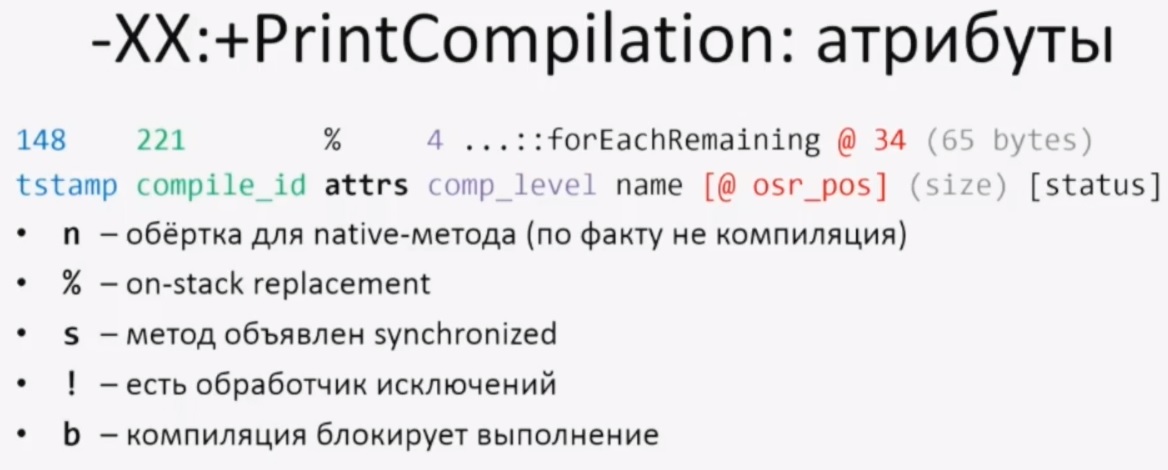 -XX:+PrintCompilation: атрибуты
148 221 % 4 ...::forEachRemaining @ 34 (65 bytes)
tstamp compile_id attrs comp_level name [@ osr_pos] (size) [status]
• n – обёртка для native-метода (по факту не компиляция)
• % – on-stack replacement
• s – метод объявлен synchronized
• ! – есть обработчик исключений
• b – компиляция блокирует выполнение